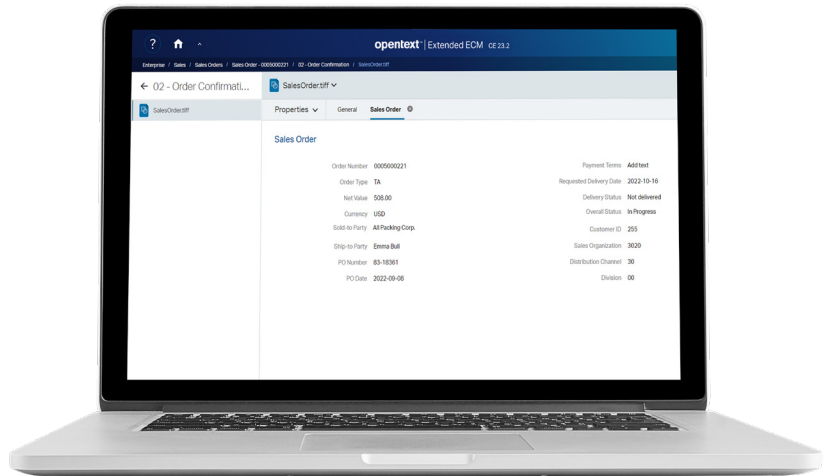 ?
opentext™ | Extended ECM CE 23.2
Enterprise / Sales / Sales Orders / Sales Order - 0005000221 / 02 - Order Confirmation / SalesOrder.tiff
← 02 - Order Confirmati...
SalesOrder.tiff
SalesOrder.tiff
Properties General Sales Order
Sales Order
Order Number 0005000221
Order Type TA
Net Value 508.00
Currency USD
Sold-to Party All Packing Corp.
Ship-to Party Emma Bull
PO Number 83-18361
PO Date 2022-09-08
Payment Terms Add text
Requested Delivery Date 2022-10-16
Delivery Status Not delivered
Overall Status In Progress
Customer ID 255
Sales Organization 3020
Distribution Channel 30
Division 00